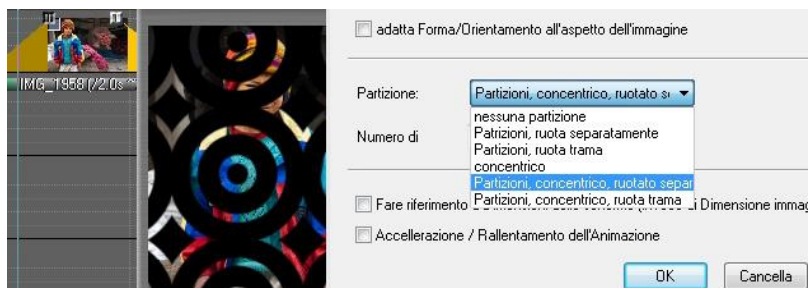 adatta Forma/Orientamento all'aspetto dell'immagine
IMG_1958 (/2.0s
Partizione:
Partizioni, concentrico, ruotato s
nessuna partizione
Patrizioni, ruota separatamente
Partizioni, ruota trama
concentrico
Partizioni, concentrico, ruotato separ
Partizioni, concentrico, ruota trama
Numero di
Fare riferimento Dimensione immag
Accellerazione / Rallentamento dell'Animazione
OK
Cancella